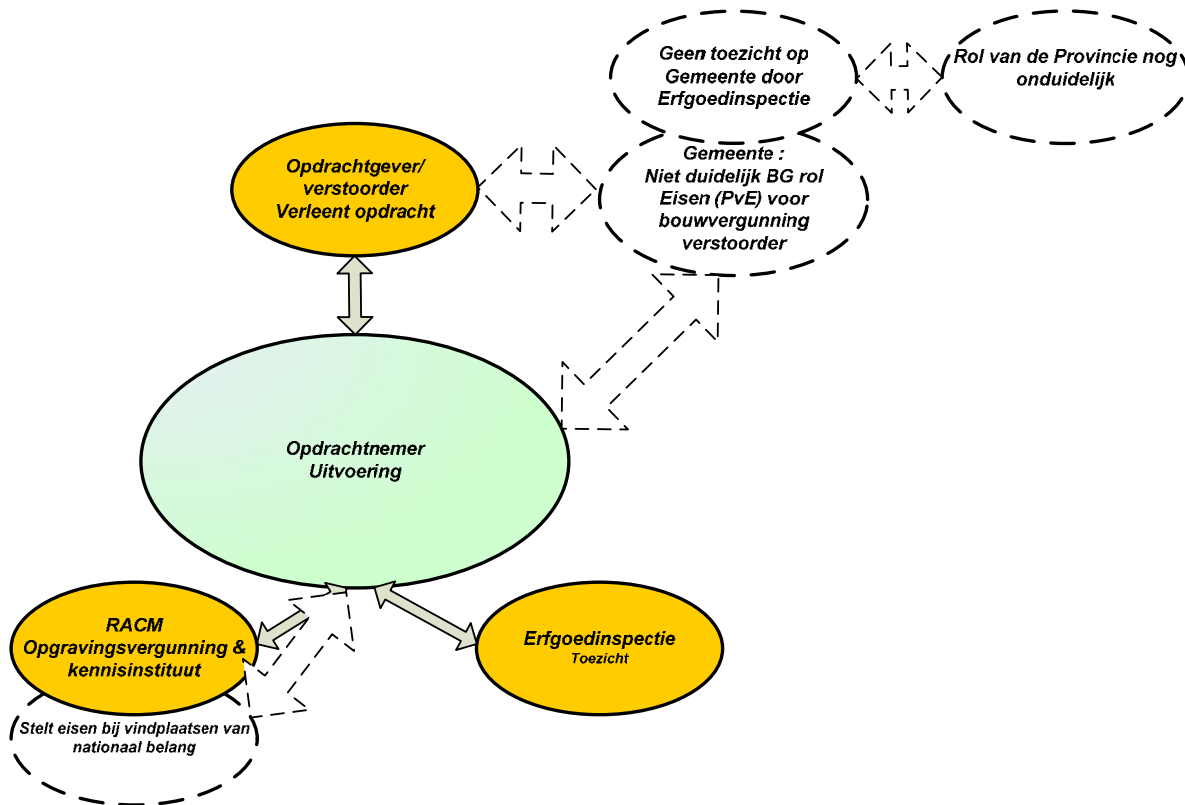 Geen toezicht op
Gemeente door
Erfgoedinspectie
Rol van de Provincie nog
onduidelijk
Opdrachtgever/
verstoorder
Verleent opdracht
Gemeente :
Niet duidelijk BG rol
Eisen (PvE) voor
bouwvergunning
verstoorder
Opdrachtnemer
Uitvoering
RACM
Opgravingsvergunning &
kennisinstituut
Erfgoedinspectie
Toezicht
Stelt eisen bij vindplaatsen van
nationaal belang